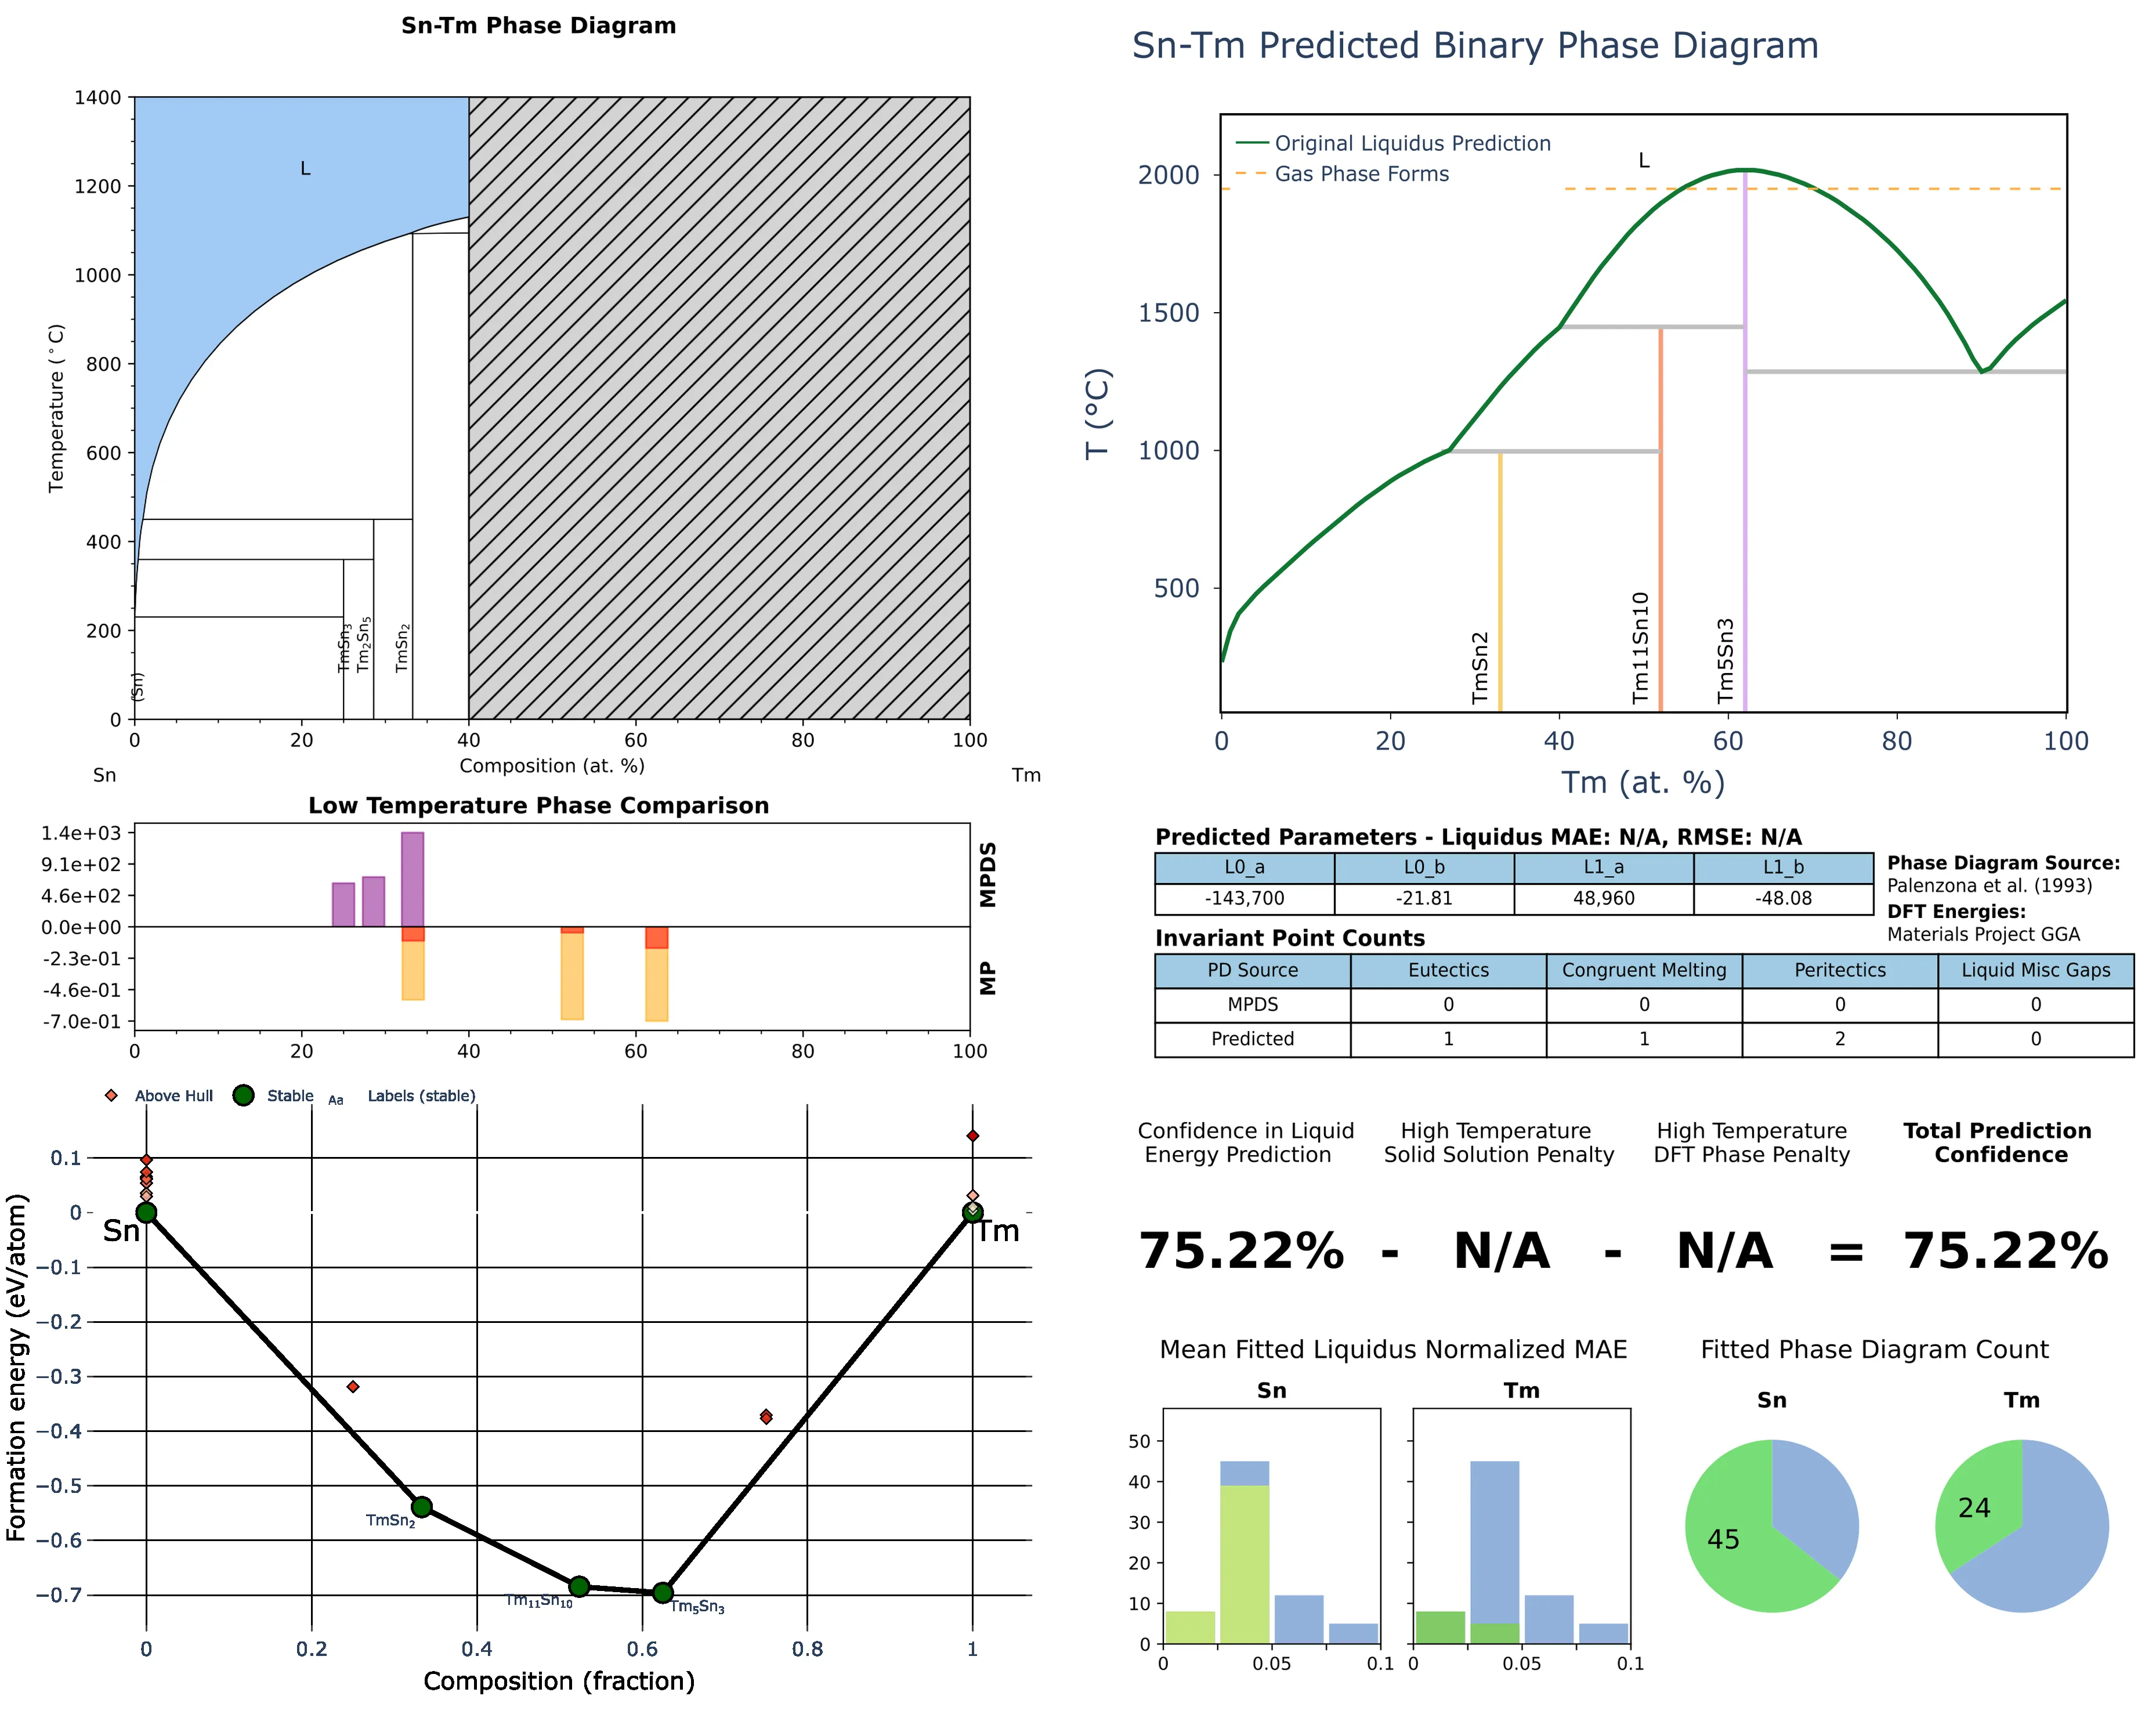 Sn-Tm Phase Diagram
1400
1200
1000
800
600
400
200
0
Temperature (°C)
L
(Sn)
TmSn3
Tm2Sn5
TmSn2
0 20 40 60 80 100
Composition (at. %)
Sn
Tm
Low Temperature Phase Comparison
1.4e+03
9.1e+02
4.6e+02
0.0e+00
-2.3e-01
-4.6e-01
-7.0e-01
MPDS
MP
0 20 40 60 80 100
Above Hull Stable Aa Labels (stable)
0.1
0
−0.1
−0.2
−0.3
−0.4
−0.5
−0.6
−0.7
Formation energy (eV/atom)
Sn
Tm
TmSn2
Tm11Sn10
Tm5Sn3
0 0.2 0.4 0.6 0.8 1
Composition (fraction)
Sn-Tm Predicted Binary Phase Diagram
Original Liquidus Prediction
Gas Phase Forms
L
2000
1500
1000
500
T (°C)
TmSn2
Tm11Sn10
Tm5Sn3
0 20 40 60 80 100
Tm (at. %)
Predicted Parameters - Liquidus MAE: N/A, RMSE: N/A
L0_a L0_b L1_a L1_b
-143,700 -21.81 48,960 -48.08
Phase Diagram Source:
Palenzona et al. (1993)
DFT Energies:
Materials Project GGA
Invariant Point Counts
PD Source Eutectics Congruent Melting Peritectics Liquid Misc Gaps
MPDS 0 0 0 0
Predicted 1 1 2 0
Confidence in Liquid
Energy Prediction
High Temperature
Solid Solution Penalty
High Temperature
DFT Phase Penalty
Total Prediction
Confidence
75.22% - N/A - N/A = 75.22%
Mean Fitted Liquidus Normalized MAE
Sn
Tm
50
40
30
20
10
0
0 0.05 0.1
0 0.05 0.1
Fitted Phase Diagram Count
Sn
45
Tm
24